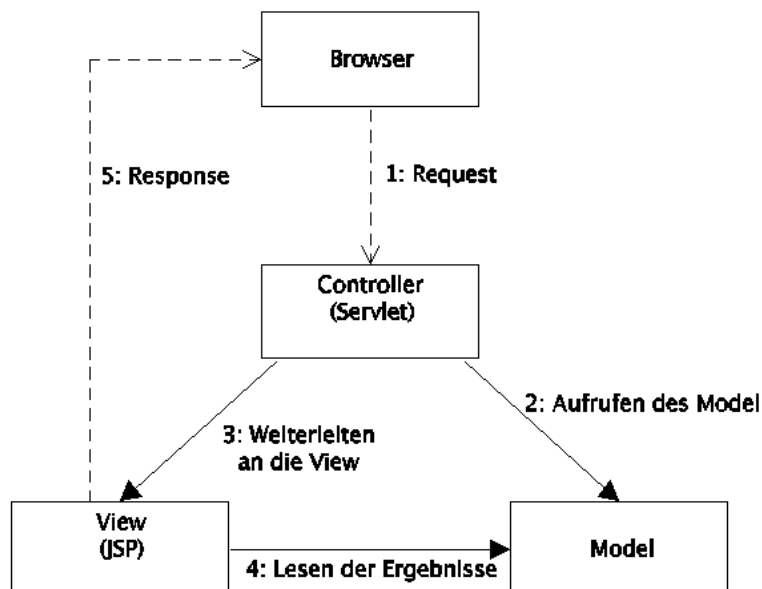 Browser
5: Response
1: Request
Controller
(Servlet)
2: Aufrufen des Model
3: Weiterleiten
an die View
View
(JSP)
4: Lesen der Ergebnisse
Model